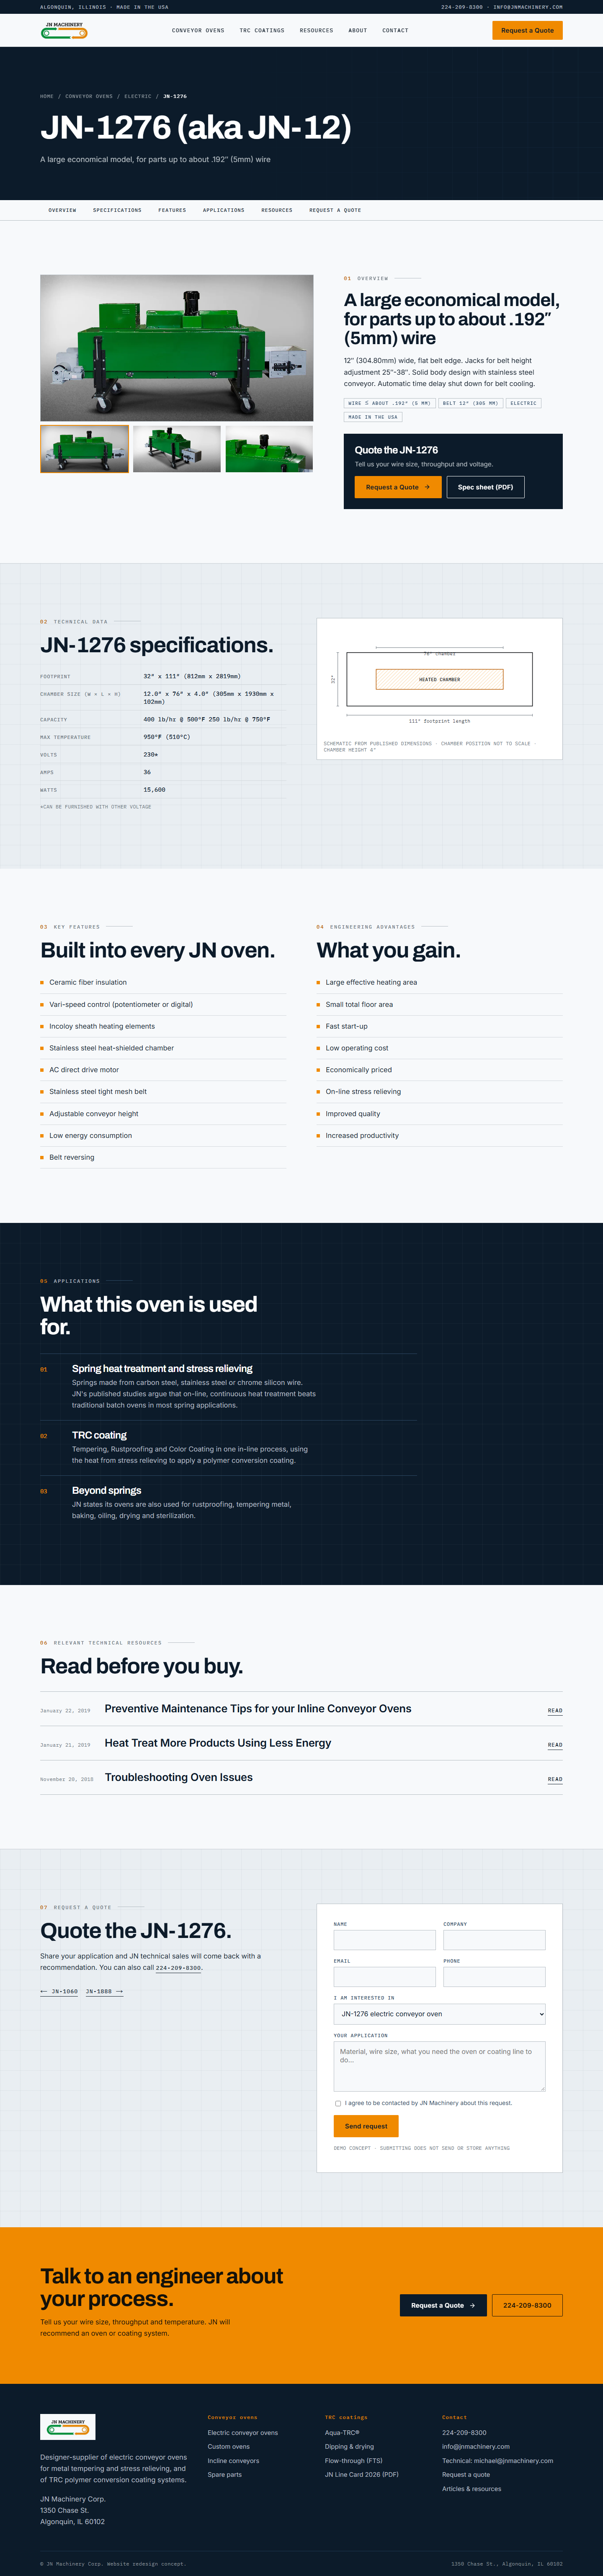 ALGONQUIN, ILLINOIS · MADE IN THE USA
224-209-8300 · INFO@JNMACHINERY.COM
JN MACHINERY
CONVEYOR OVENS
TRC COATINGS
RESOURCES
ABOUT
CONTACT
Request a Quote
HOME / CONVEYOR OVENS / ELECTRIC / JN-1276
JN-1276 (aka JN-12)
A large economical model, for parts up to about .192″ (5mm) wire
OVERVIEW
SPECIFICATIONS
FEATURES
APPLICATIONS
RESOURCES
REQUEST A QUOTE
01 OVERVIEW
A large economical model,
for parts up to about .192″
(5mm) wire
12″ (304.80mm) wide, flat belt edge. Jacks for belt height
adjustment 25″-38″. Solid body design with stainless steel
conveyor. Automatic time delay shut down for belt cooling.
WIRE ≤ ABOUT .192″ (5 MM)
BELT 12″ (305 MM)
ELECTRIC
MADE IN THE USA
Quote the JN-1276
Tell us your wire size, throughput and voltage.
Request a Quote →
Spec sheet (PDF)
02 TECHNICAL DATA
JN-1276 specifications.
FOOTPRINT
32″ x 111″ (812mm x 2819mm)
CHAMBER SIZE (W × L × H)
12.0″ x 76″ x 4.0″ (305mm x 1930mm x
102mm)
CAPACITY
400 lb/hr @ 500°F 250 lb/hr @ 750°F
MAX TEMPERATURE
950°F (510°C)
VOLTS
230*
AMPS
36
WATTS
15,600
*CAN BE FURNISHED WITH OTHER VOLTAGE
76″ chamber
32″
HEATED CHAMBER
111″ footprint length
SCHEMATIC FROM PUBLISHED DIMENSIONS · CHAMBER POSITION NOT TO SCALE ·
CHAMBER HEIGHT 4″
03 KEY FEATURES
Built into every JN oven.
Ceramic fiber insulation
Vari-speed control (potentiometer or digital)
Incoloy sheath heating elements
Stainless steel heat-shielded chamber
AC direct drive motor
Stainless steel tight mesh belt
Adjustable conveyor height
Low energy consumption
Belt reversing
04 ENGINEERING ADVANTAGES
What you gain.
Large effective heating area
Small total floor area
Fast start-up
Low operating cost
Economically priced
On-line stress relieving
Improved quality
Increased productivity
05 APPLICATIONS
What this oven is used
for.
01
Spring heat treatment and stress relieving
Springs made from carbon steel, stainless steel or chrome silicon wire.
JN's published studies argue that on-line, continuous heat treatment beats
traditional batch ovens in most spring applications.
02
TRC coating
Tempering, Rustproofing and Color Coating in one in-line process, using
the heat from stress relieving to apply a polymer conversion coating.
03
Beyond springs
JN states its ovens are also used for rustproofing, tempering metal,
baking, oiling, drying and sterilization.
06 RELEVANT TECHNICAL RESOURCES
Read before you buy.
January 22, 2019
Preventive Maintenance Tips for your Inline Conveyor Ovens
READ
January 21, 2019
Heat Treat More Products Using Less Energy
READ
November 20, 2018
Troubleshooting Oven Issues
READ
07 REQUEST A QUOTE
Quote the JN-1276.
Share your application and JN technical sales will come back with a
recommendation. You can also call 224-209-8300.
← JN-1060
JN-1888 →
NAME
COMPANY
EMAIL
PHONE
I AM INTERESTED IN
JN-1276 electric conveyor oven
YOUR APPLICATION
Material, wire size, what you need the oven or coating line to
do...
I agree to be contacted by JN Machinery about this request.
Send request
DEMO CONCEPT · SUBMITTING DOES NOT SEND OR STORE ANYTHING
Talk to an engineer about
your process.
Tell us your wire size, throughput and temperature. JN will
recommend an oven or coating system.
Request a Quote →
224-209-8300
JN MACHINERY
Designer-supplier of electric conveyor ovens
for metal tempering and stress relieving, and
of TRC polymer conversion coating systems.
JN Machinery Corp.
1350 Chase St.
Algonquin, IL 60102
Conveyor ovens
Electric conveyor ovens
Custom ovens
Incline conveyors
Spare parts
TRC coatings
Aqua-TRC®
Dipping & drying
Flow-through (FTS)
JN Line Card 2026 (PDF)
Contact
224-209-8300
info@jnmachinery.com
Technical: michael@jnmachinery.com
Request a quote
Articles & resources
© JN Machinery Corp. Website redesign concept.
1350 Chase St., Algonquin, IL 60102